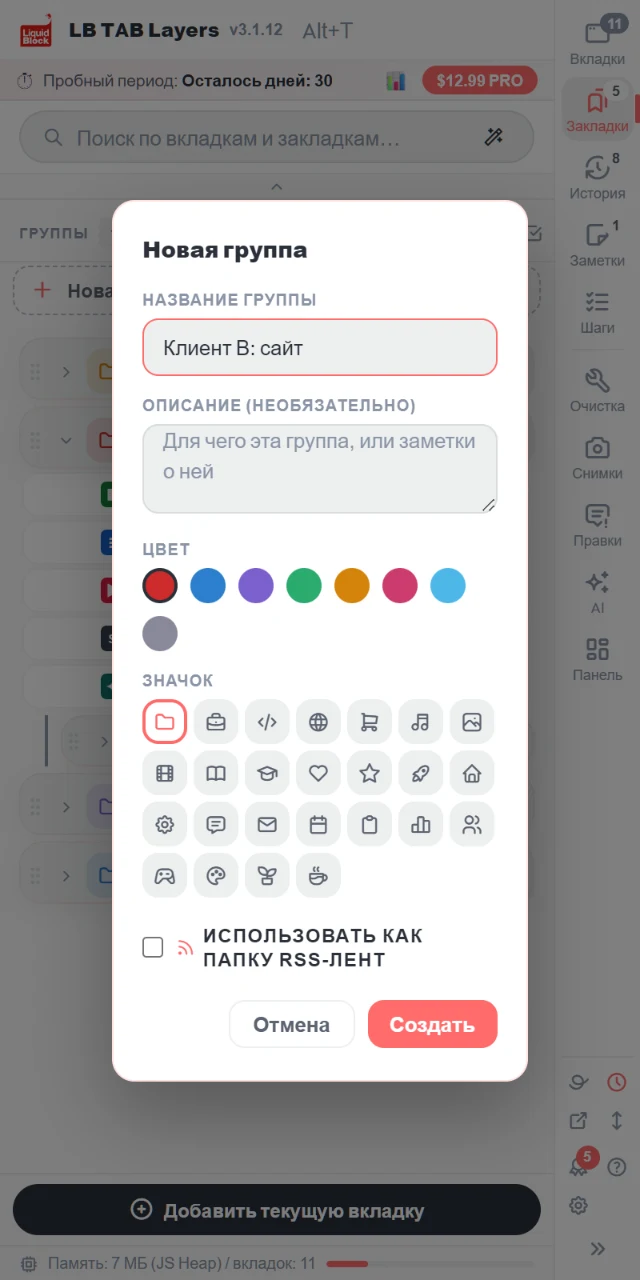 Liquid Block
LB TAB Layers v3.1.12 Alt+T
11
Вкладки
Пробный период: Осталось дней: 30
$12.99 PRO
5
Закладки
Поиск по вкладкам и закладкам…
8
История
ГРУППЫ
1
Заметки
Нова
Шаги
Очистка
Снимки
Правки
AI
Панель
Новая группа
НАЗВАНИЕ ГРУППЫ
Клиент B: сайт
ОПИСАНИЕ (НЕОБЯЗАТЕЛЬНО)
Для чего эта группа, или заметки
о ней
ЦВЕТ
ЗНАЧОК
ИСПОЛЬЗОВАТЬ КАК
ПАПКУ RSS-ЛЕНТ
Отмена
Создать
5
Добавить текущую вкладку
Память: 7 МБ (JS Heap) / вкладок: 11